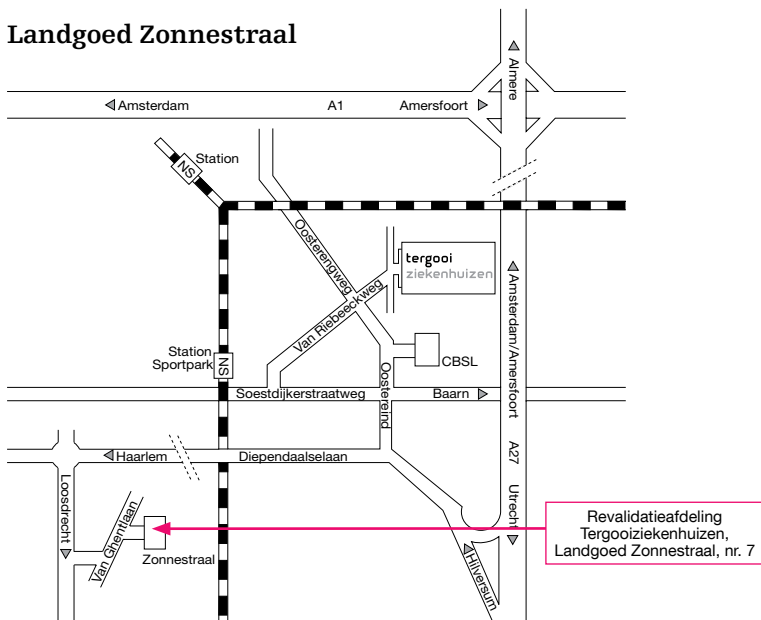 Landgoed Zonnestraal
Almere
Amsterdam
A1
Amersfoort
NS
Station
Oosterengweg
tergooi
ziekenhuizen
Van Riebeeckweg
Amsterdam/Amersfoort
Station
Sportpark
NS
CBSL
Soestdijkerstraatweg
Oostereind
Baarn
Haarlem
Diependaalselaan
A27
Loosdrecht
Utrecht
Van Ghentlaan
Zonnestraal
Hilversum
Revalidatieafdeling
Tergooiziekenhuizen,
Landgoed Zonnestraal, nr. 7